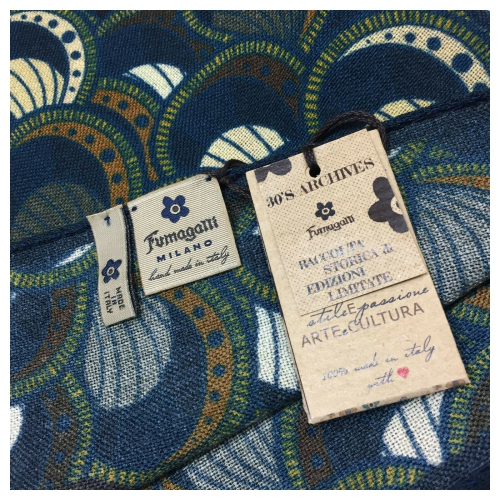 MADE
IN
ITALY
Fumagalli
MILANO
hand made in italy
30'S ARCHIVES
Fumagalli
RACCOLTA
STORICA &
EDIZIONI
LIMITATE
stile E passione
ARTE e CULTURA
100% made in italy
with